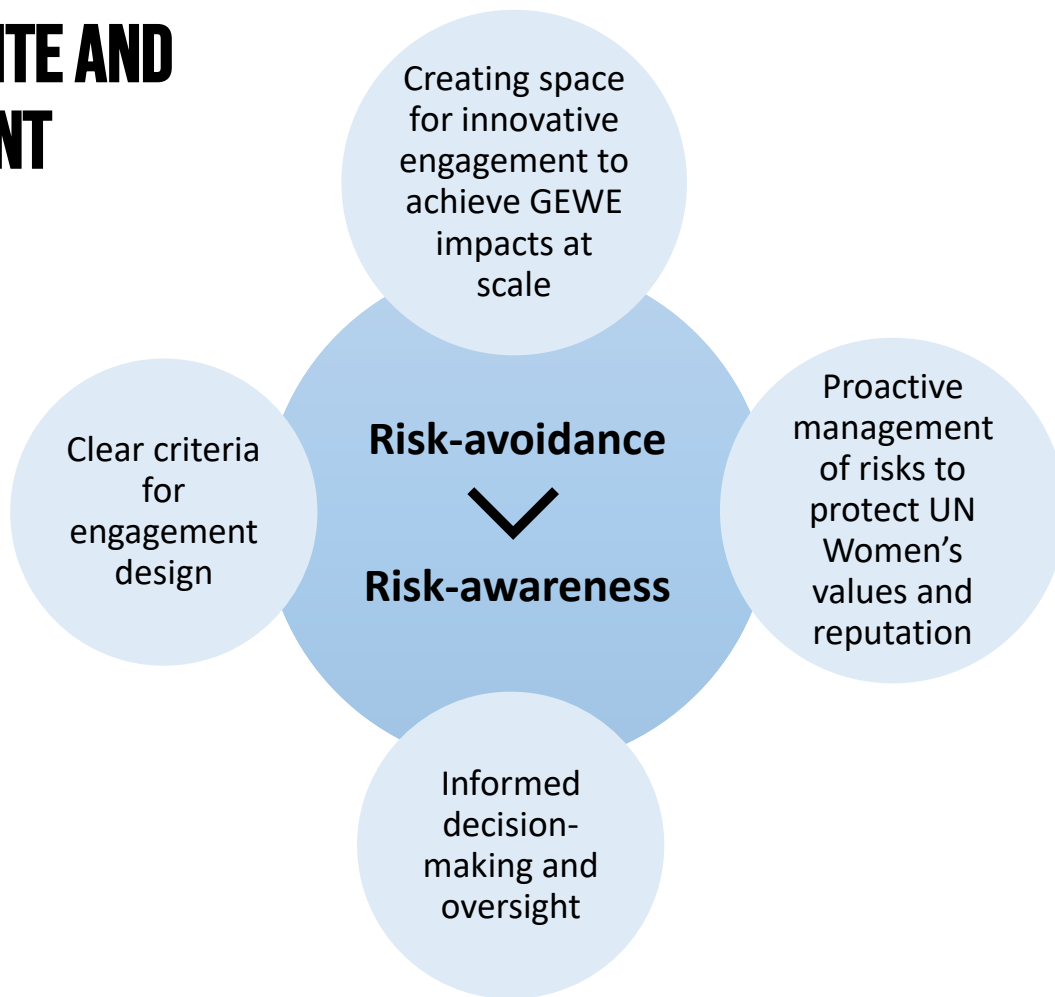 ITE AND
NT
Creating space
for innovative
engagement to
achieve GEWE
impacts at
scale
Risk-avoidance
Risk-awareness
Clear criteria
for
engagement
design
Proactive
management
of risks to
protect UN
Women’s
values and
reputation
Informed
decision-
making and
oversight